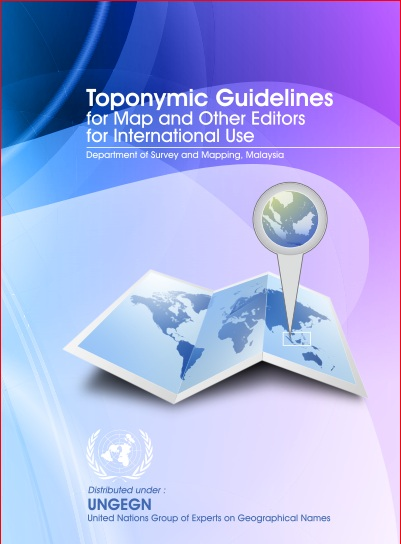 Toponymic Guidelines
for Map and Other Editors
for International Use
Department of Survey and Mapping, Malaysia
Distributed under :
UNGEGN
United Nations Group of Experts on Geographical Names